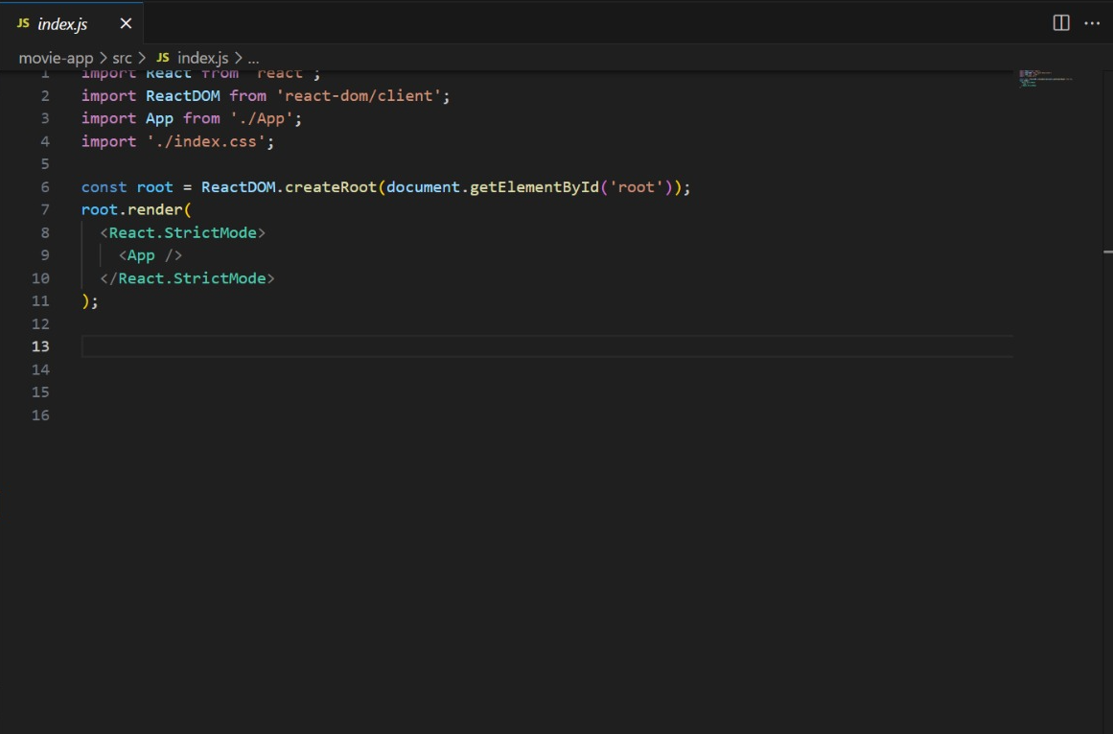 JS index.js ×
movie-app > src > JS index.js > ...
1 import React from 'react';
2 import ReactDOM from 'react-dom/client';
3 import App from './App';
4 import './index.css';
5
6 const root = ReactDOM.createRoot(document.getElementById('root'));
7 root.render(
8 <React.StrictMode>
9 <App />
10 </React.StrictMode>
11 );
12
13
14
15
16